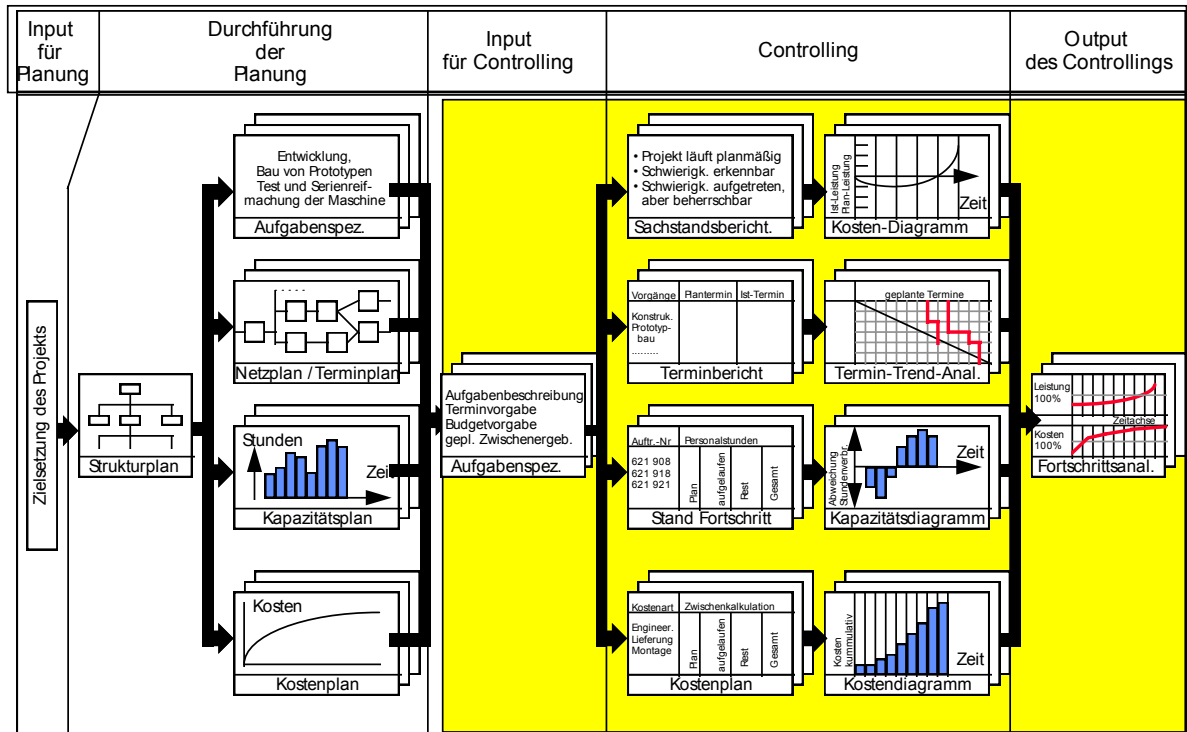 Input
für
Planung
Durchführung
der
Planung
Input
für Controlling
Controlling
Output
des Controllings
Zielsetzung des Projekts
Strukturplan
Entwicklung,
Bau von Prototypen
Test und Serienreif-
machung der Maschine
Aufgabenspez.
. . . .
Netzplan / Terminplan
Stunden
Zeit
Kapazitätsplan
Kosten
Kostenplan
Aufgabenbeschreibung
Terminvorgabe
Budgetvorgabe
gepl. Zwischenergeb.
Aufgabenspez.
• Projekt läuft planmäßig
• Schwierigk. erkennbar
• Schwierigk. aufgetreten,
aber beherrschbar
Sachstandsbericht.
Ist-Leistung
Plan-Leistung
Zeit
Kosten-Diagramm
Vorgänge Plantermin Ist-Termin
Konstruk.
Prototyp-
bau
.........
Terminbericht
geplante Termine
Termin-Trend-Anal.
Auftr.-Nr Personalstunden
621 908
621 918
621 921
Plan
aufgelaufen
Rest
Gesamt
Stand Fortschritt
Abweichung
Stundenverbr.
Zeit
Kapazitätsdiagramm
Kostenart Zwischenkalkulation
Engineer.
Lieferung
Montage
Plan
aufgelaufen
Rest
Gesamt
Kostenplan
Kosten
kummulativ
Zeit
Kostendiagramm
Leistung
100%
Zeitachse
Kosten
100%
Fortschrittsanal.